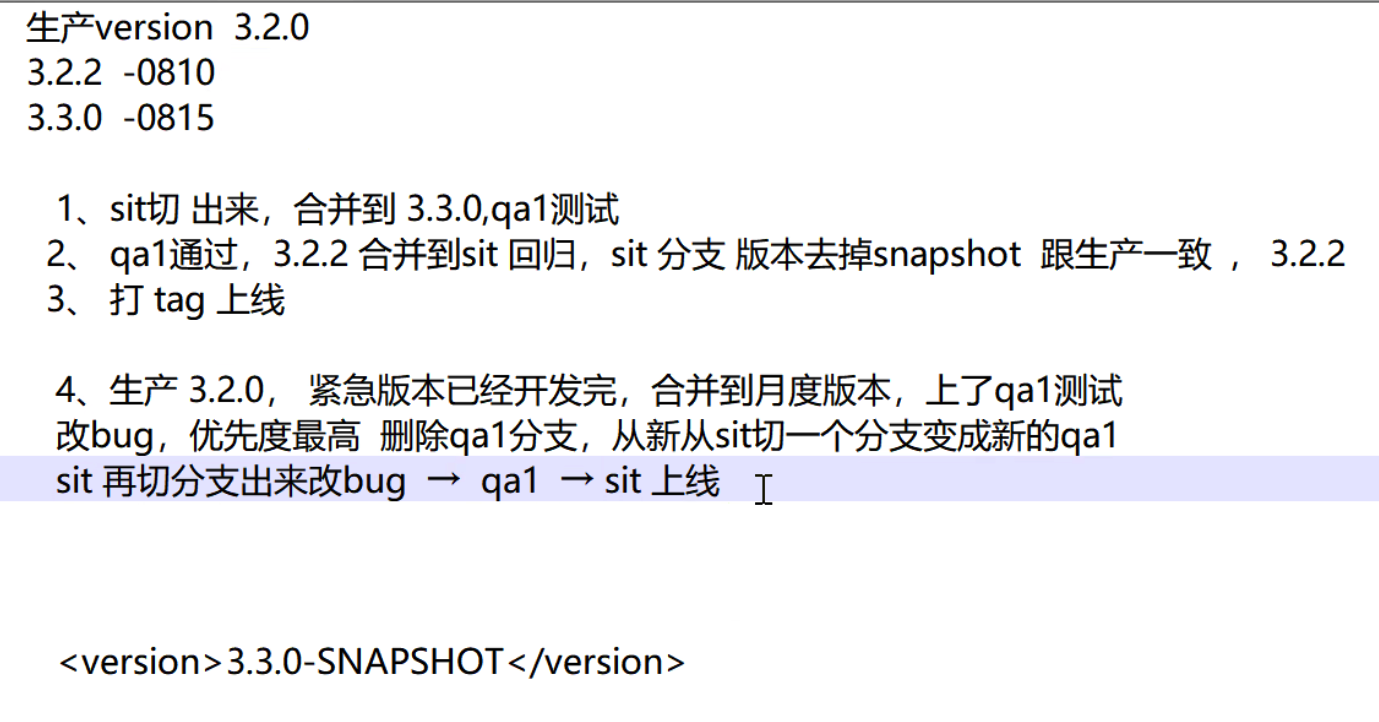 生产version 3.2.0
3.2.2 -0810
3.3.0 -0815
1、sit切 出来，合并到 3.3.0,qa1测试
2、 qa1通过，3.2.2 合并到sit 回归，sit 分支 版本去掉snapshot 跟生产一致 ， 3.2.2
3、 打 tag 上线
4、生产 3.2.0， 紧急版本已经开发完，合并到月度版本，上了qa1测试
改bug，优先度最高 删除qa1分支，从新从sit切一个分支变成新的qa1
sit 再切分支出来改bug → qa1 → sit 上线
<version>3.3.0-SNAPSHOT</version>